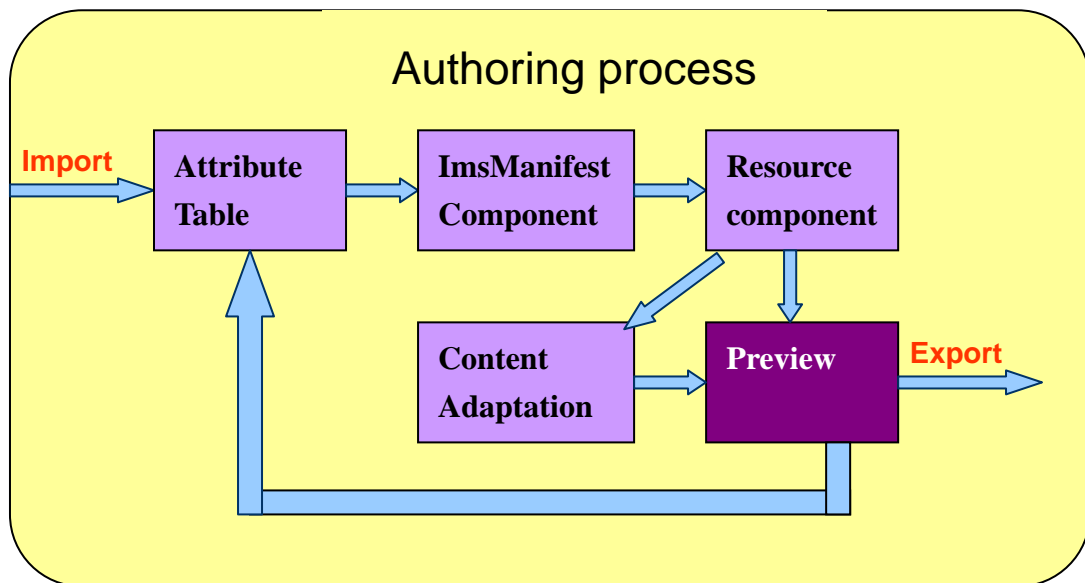 Authoring process
Import
Attribute
Table
ImsManifest
Component
Resource
component
Content
Adaptation
Preview
Export